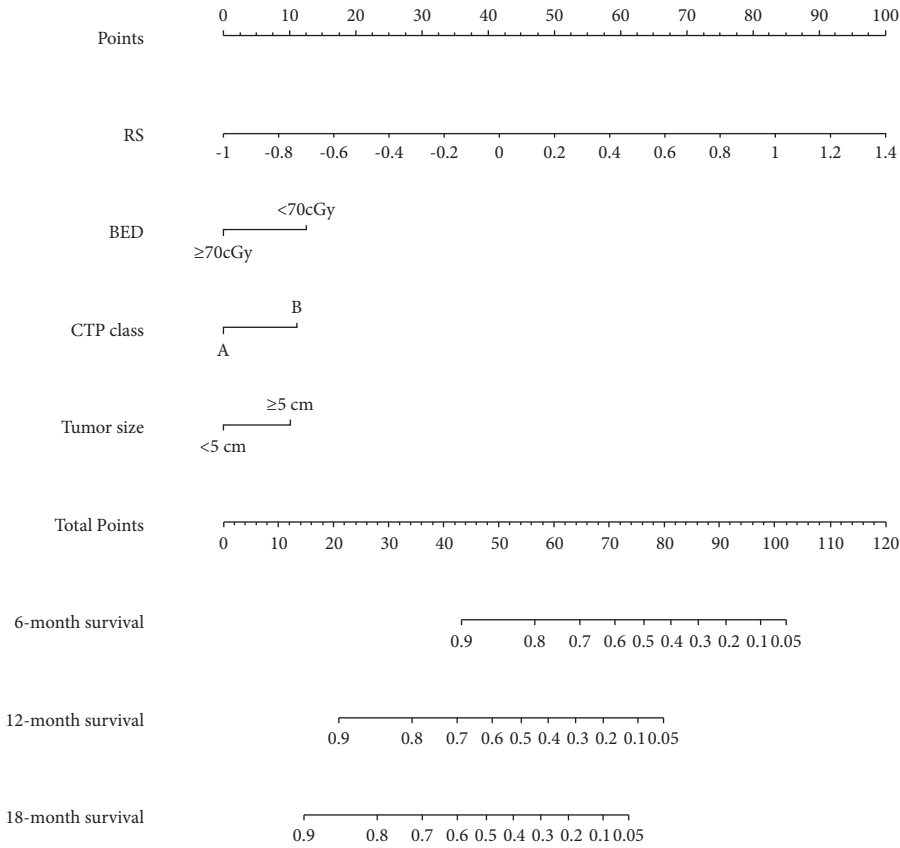 0 10 20 30 40 50 60 70 80 90 100
Points
RS
-1 -0.8 -0.6 -0.4 -0.2 0 0.2 0.4 0.6 0.8 1 1.2 1.4
<70cGy
BED
≥70cGy
B
CTP class
A
≥5 cm
Tumor size
<5 cm
Total Points
0 10 20 30 40 50 60 70 80 90 100 110 120
6-month survival
0.9 0.8 0.7 0.6 0.5 0.4 0.3 0.2 0.1 0.05
12-month survival
0.9 0.8 0.7 0.6 0.5 0.4 0.3 0.2 0.1 0.05
18-month survival
0.9 0.8 0.7 0.6 0.5 0.4 0.3 0.2 0.1 0.05